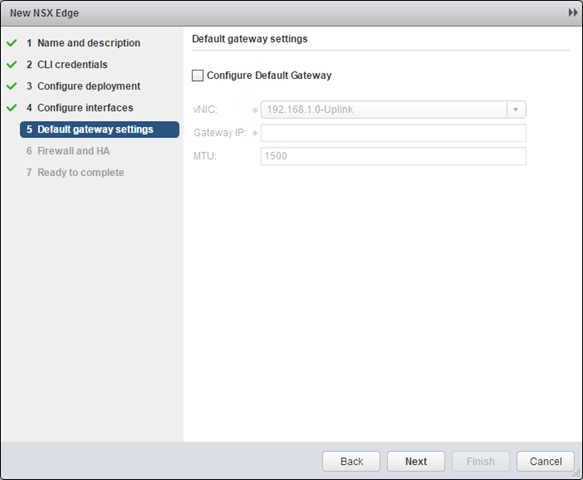 New NSX Edge
1 Name and description
2 CLI credentials
3 Configure deployment
4 Configure interfaces
5 Default gateway settings
6 Firewall and HA
7 Ready to complete
Default gateway settings
Configure Default Gateway
vNIC: * 192.168.1.0-Uplink
Gateway IP: *
MTU: 1500
Back Next Finish Cancel